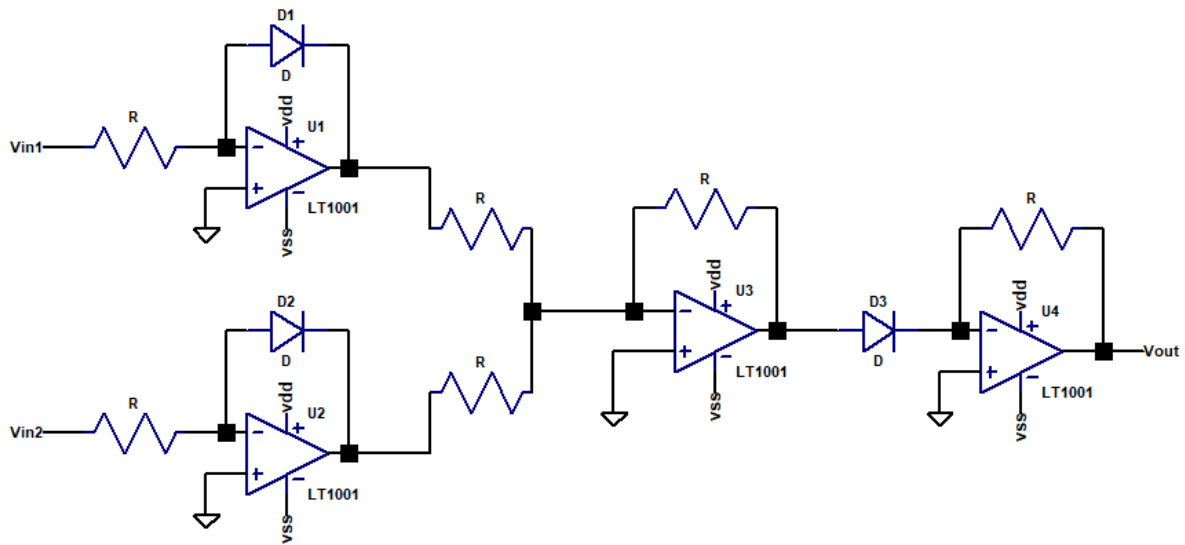 D1
D
R
vdd
U1
Vin1
-
+
+
-
LT1001
vss
R
R
vdd
U3
-
+
+
-
LT1001
vss
D3
D
R
vdd
U4
-
+
+
-
Vout
LT1001
vss
D2
D
R
R
vdd
U2
Vin2
-
+
+
-
LT1001
vss